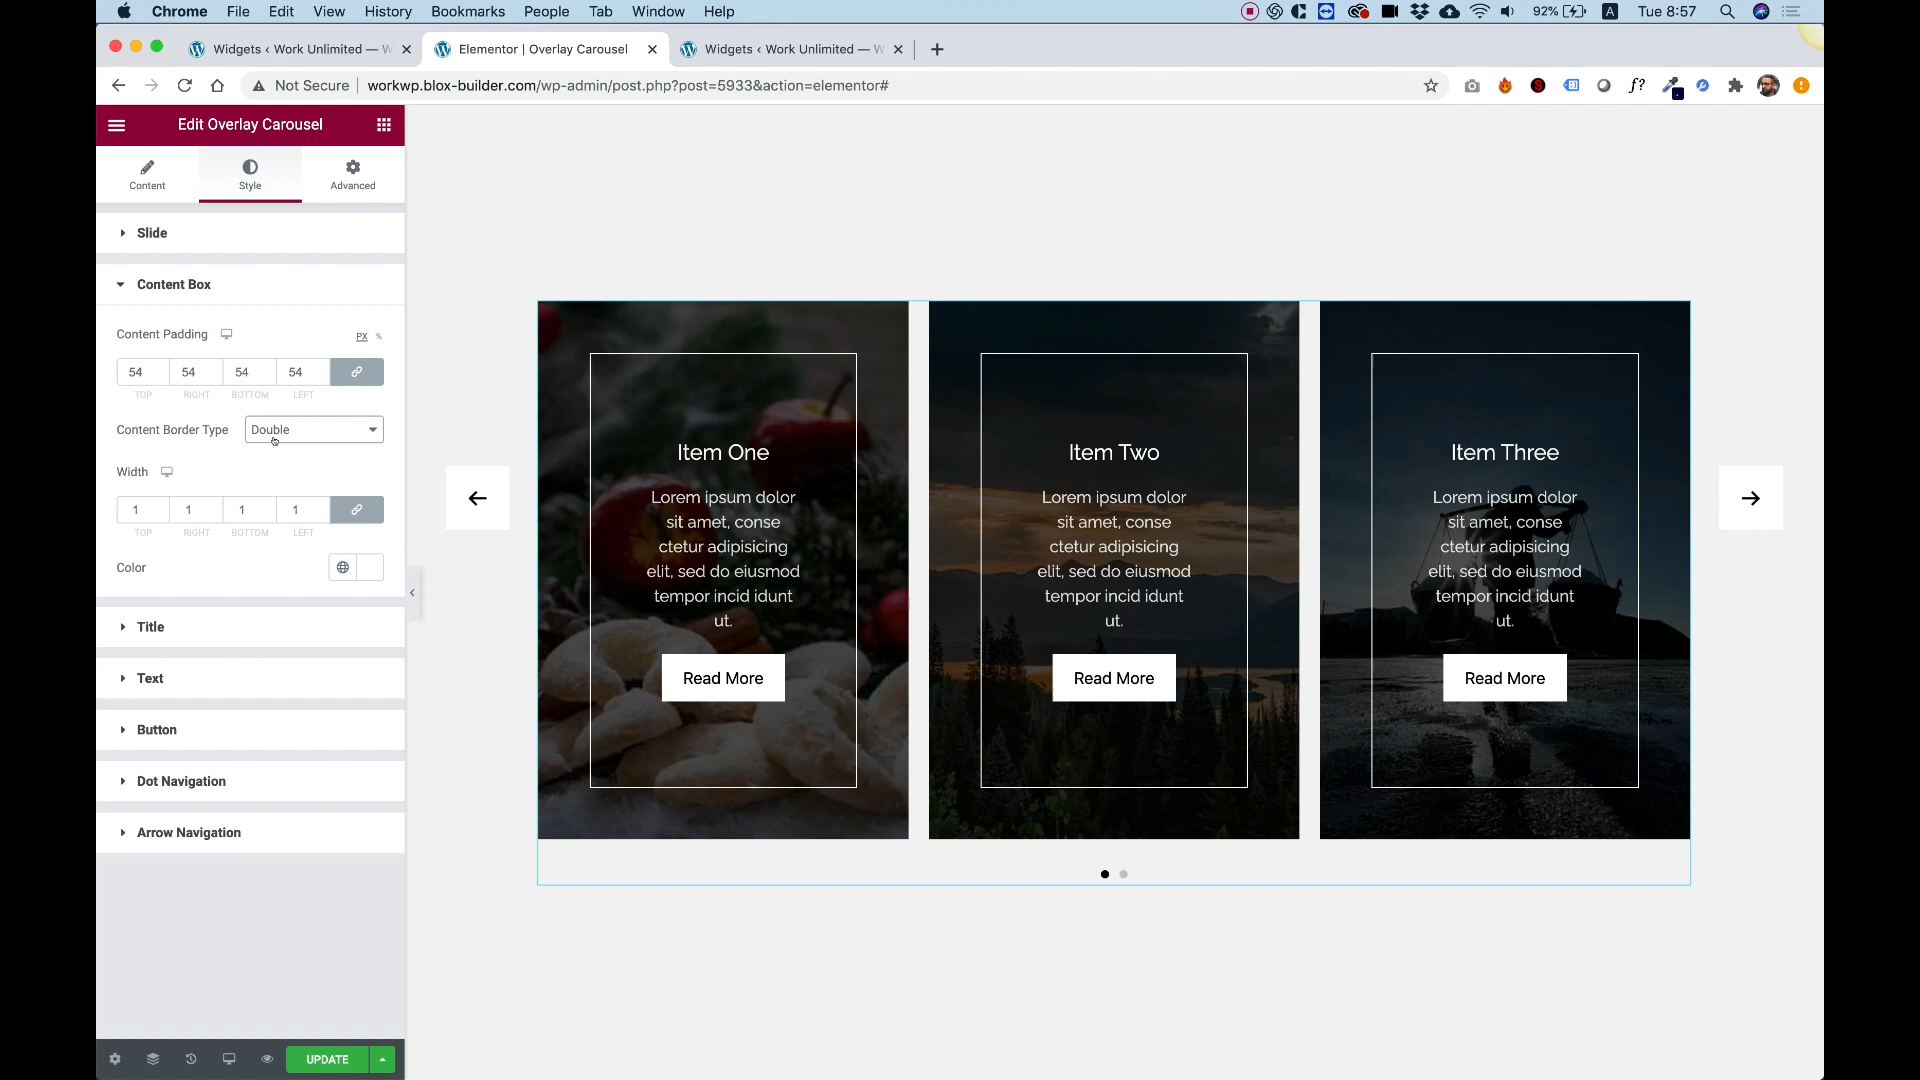 Chrome File Edit View History Bookmarks People Tab Window Help 92% A Tue 8:57
Widgets ‹ Work Unlimited — W Elementor | Overlay Carousel Widgets ‹ Work Unlimited — W
Not Secure workwp.blox-builder.com/wp-admin/post.php?post=5933&action=elementor# f?
Edit Overlay Carousel
Content Style Advanced
Slide
Content Box
Content Padding PX %
54 54 54 54
TOP RIGHT BOTTOM LEFT
Content Border Type Double
Width
1 1 1 1
TOP RIGHT BOTTOM LEFT
Color
Title
Text
Button
Dot Navigation
Arrow Navigation
UPDATE
Item One
Lorem ipsum dolor
sit amet, conse
ctetur adipisicing
elit, sed do eiusmod
tempor incid idunt
ut.
Read More
Item Two
Lorem ipsum dolor
sit amet, conse
ctetur adipisicing
elit, sed do eiusmod
tempor incid idunt
ut.
Read More
Item Three
Lorem ipsum dolor
sit amet, conse
ctetur adipisicing
elit, sed do eiusmod
tempor incid idunt
ut.
Read More